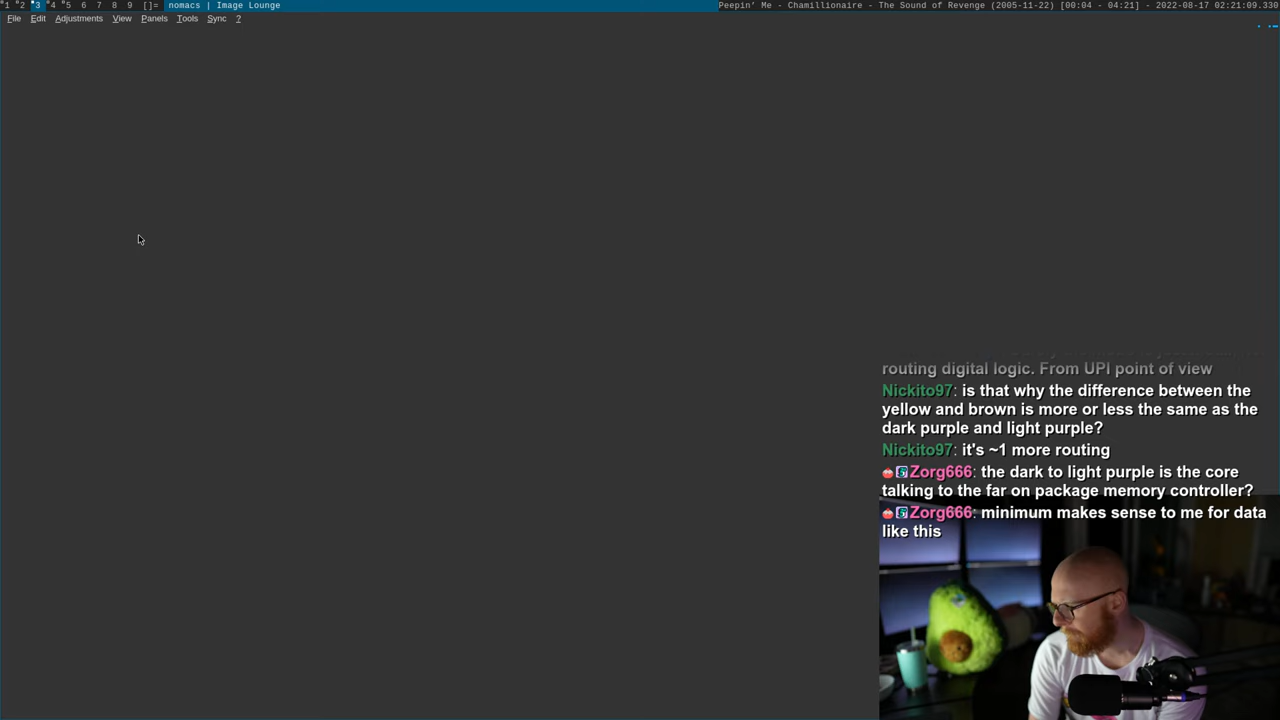 1 2 3 4 5 6 7 8 9 []= nomacs | Image Lounge Peepin' Me - Chamillionaire - The Sound of Revenge (2005-11-22) [00:04 - 04:21] - 2022-08-17 02:21:09.330
File Edit Adjustments View Panels Tools Sync ?
routing digital logic. From UPI point of view
Nickito97: is that why the difference between the
yellow and brown is more or less the same as the
dark purple and light purple?
Nickito97: it's ~1 more routing
Zorg666: the dark to light purple is the core
talking to the far on package memory controller?
Zorg666: minimum makes sense to me for data
like this